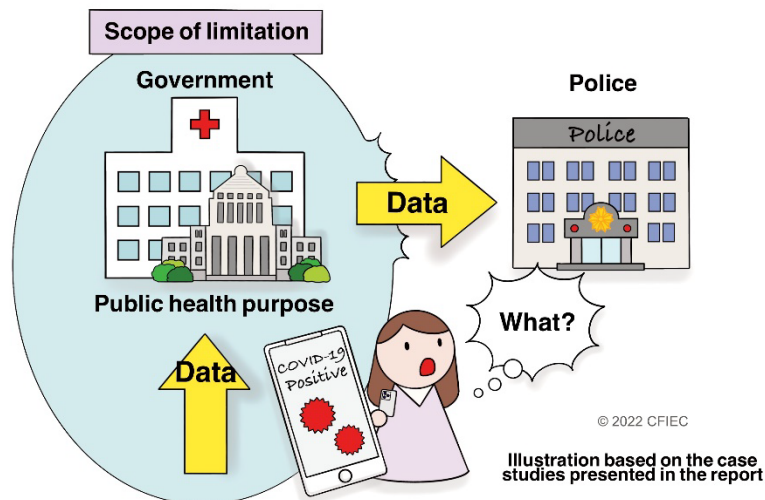 Scope of limitation
Government
Police
Police
Data
Public health purpose
What?
Data
COVID-19
Positive
© 2022 CFIEC
Illustration based on the case
studies presented in the report